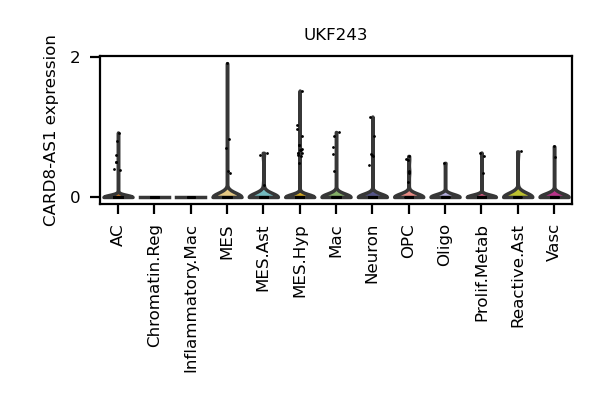 UKF243
CARD8-AS1 expression
2
0
AC
Chromatin.Reg
Inflammatory.Mac
MES
MES.Ast
MES.Hyp
Mac
Neuron
OPC
Oligo
Prolif.Metab
Reactive.Ast
Vasc